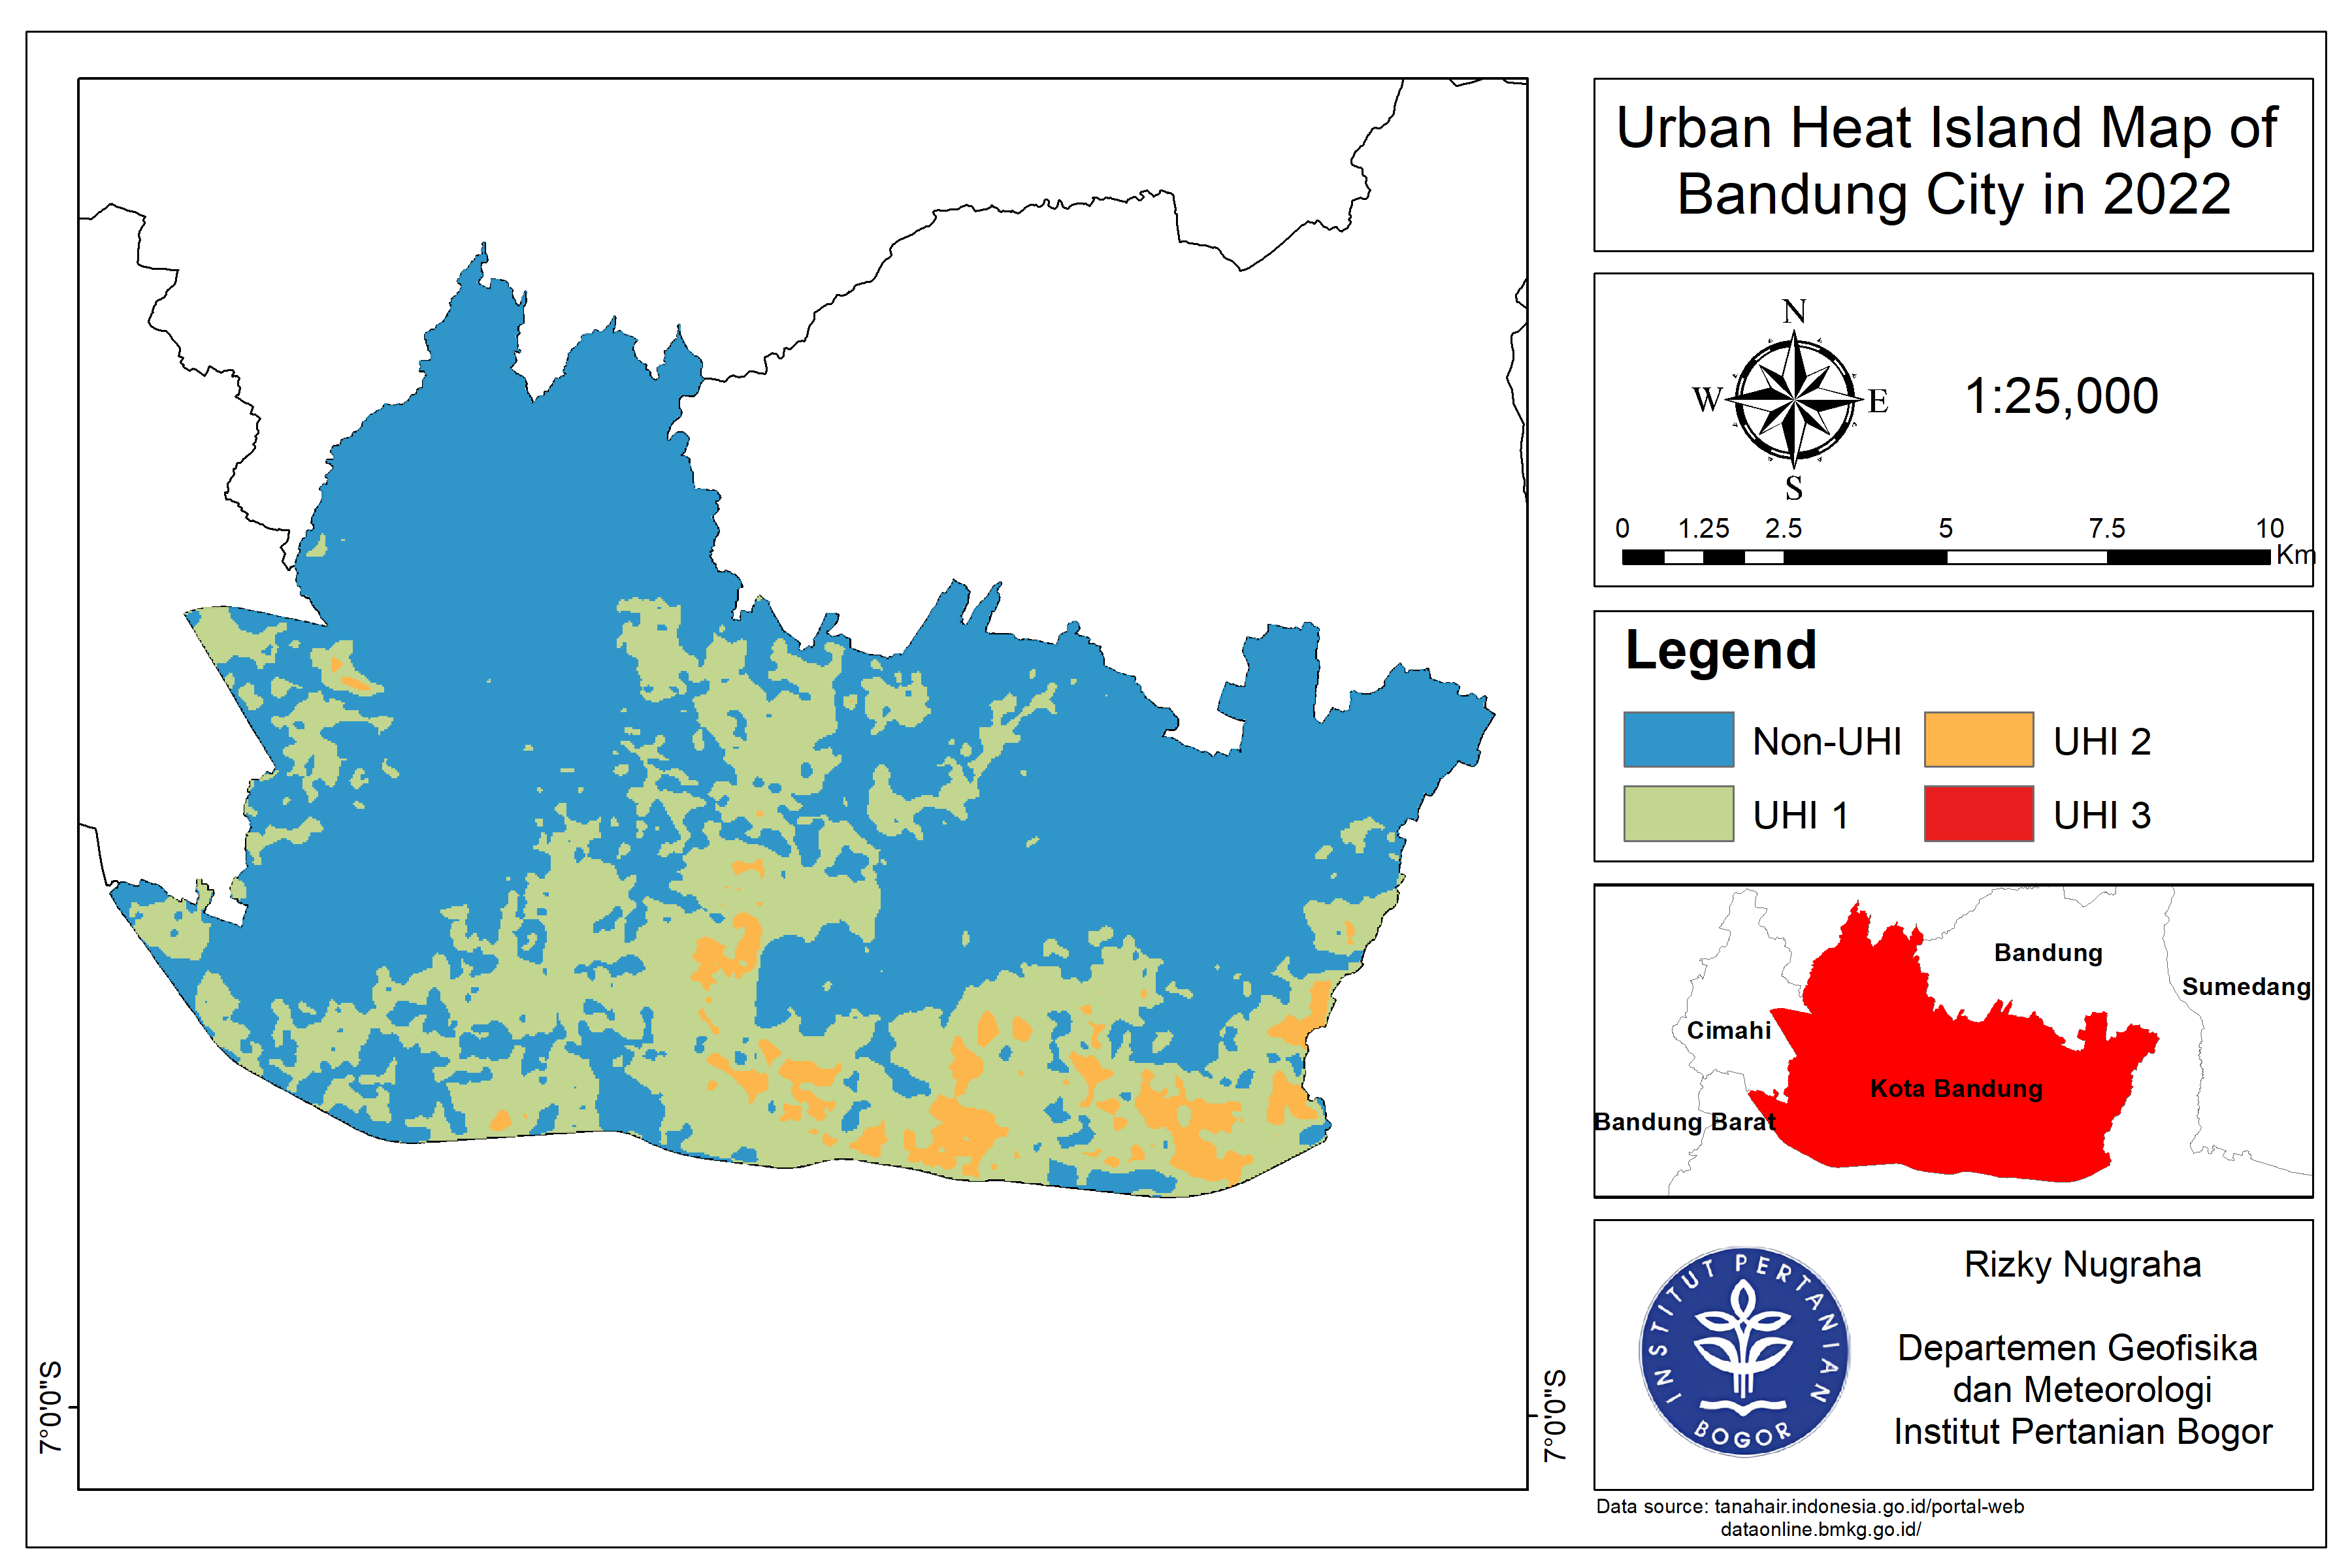 Urban Heat Island Map of
Bandung City in 2022
N
W
E
S
1:25,000
0 1.25 2.5 5 7.5 10
Km
Legend
Non-UHI
UHI 2
UHI 1
UHI 3
Bandung
Sumedang
Cimahi
Kota Bandung
Bandung Barat
INSTITUT PERTANIAN
BOGOR
Rizky Nugraha
Departemen Geofisika
dan Meteorologi
Institut Pertanian Bogor
7°0'0"S
7°0'0"S
Data source: tanahair.indonesia.go.id/portal-web
dataonline.bmkg.go.id/